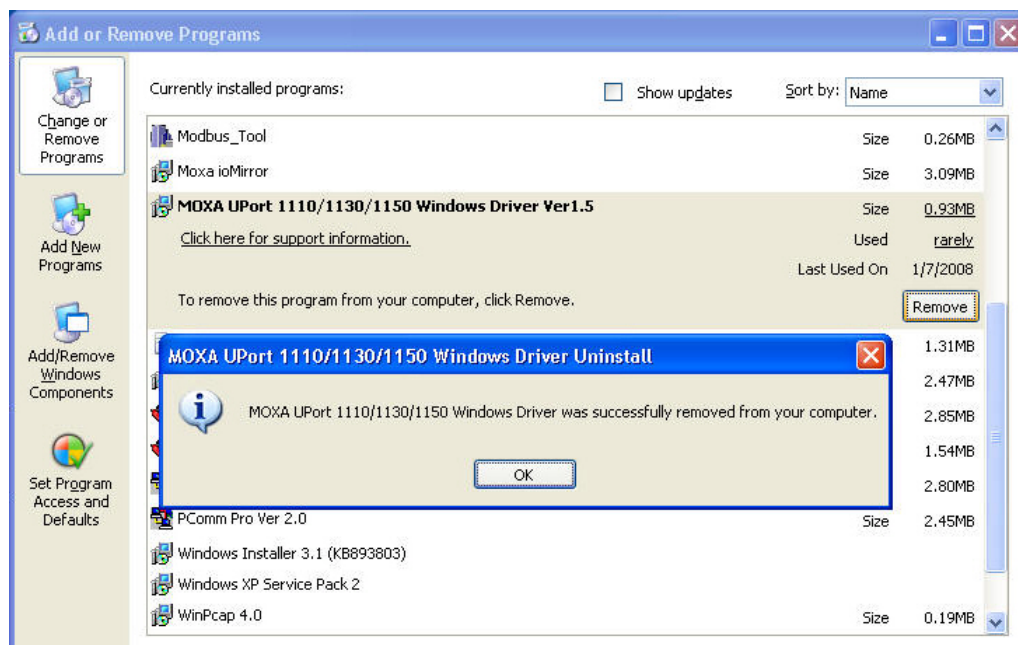 Add or Remove Programs
Change or
Remove
Programs
Add New
Programs
Add/Remove
Windows
Components
Set Program
Access and
Defaults
Currently installed programs:
Show updates
Sort by: Name
Modbus_Tool Size 0.26MB
Moxa ioMirror Size 3.09MB
MOXA UPort 1110/1130/1150 Windows Driver Ver1.5 Size 0.93MB
Click here for support information. Used rarely
Last Used On 1/7/2008
To remove this program from your computer, click Remove. Remove
1.31MB
2.47MB
2.85MB
1.54MB
2.80MB
MOXA UPort 1110/1130/1150 Windows Driver Uninstall
MOXA UPort 1110/1130/1150 Windows Driver was successfully removed from your computer.
OK
PComm Pro Ver 2.0 Size 2.45MB
Windows Installer 3.1 (KB893803)
Windows XP Service Pack 2
WinPcap 4.0 Size 0.19MB